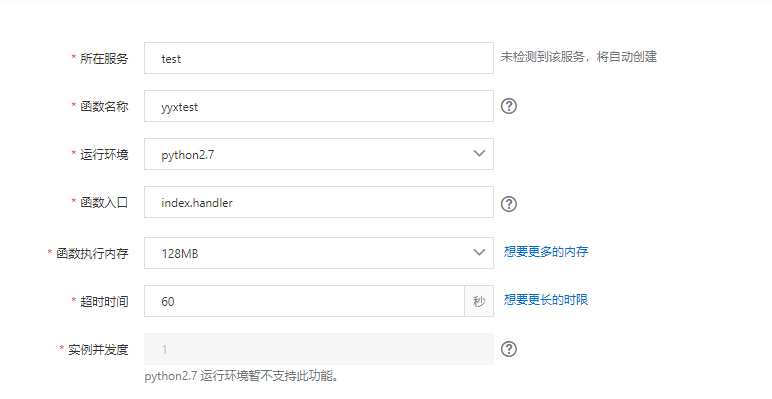 * 所在服务 test 未检测到该服务，将自动创建
* 函数名称 yyxtest ?
* 运行环境 python2.7
* 函数入口 index.handler ?
* 函数执行内存 128MB 想要更多的内存
* 超时时间 60 秒 想要更长的时限
* 实例并发度 1 ?
python2.7 运行环境暂不支持此功能。